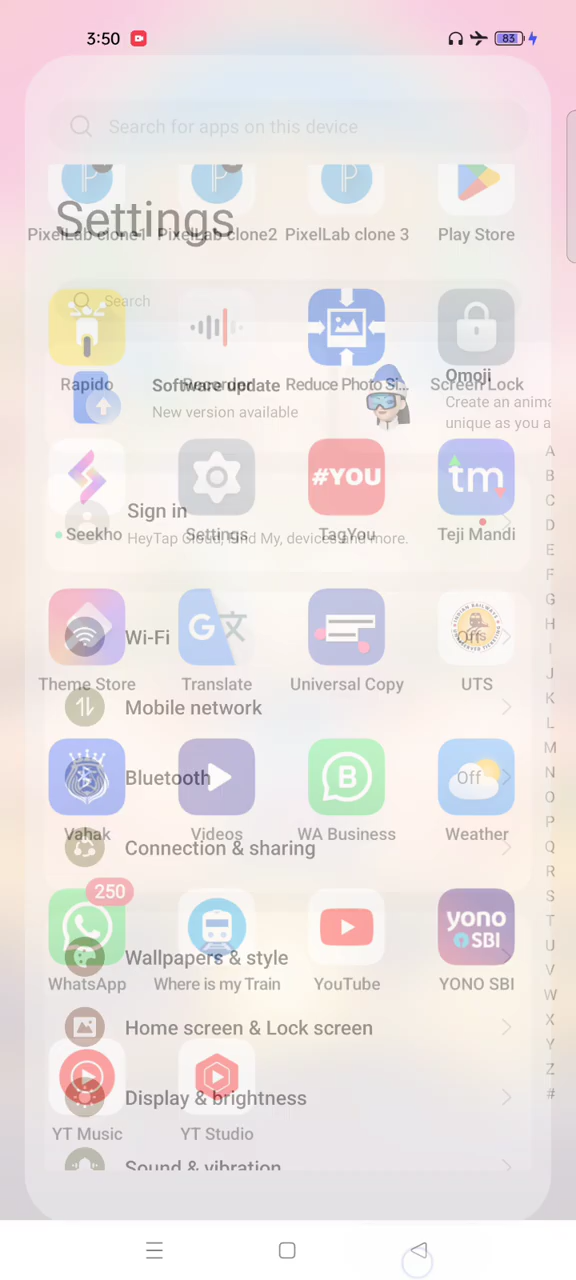 3:50
83
Search for apps on this device
PixelLab clone1 PixelLab clone2 PixelLab clone 3 Play Store
Settings
Search
Rapido Recorder Reduce Photo Si... Screen Lock
Software update
New version available
Omoji
Create an anima
unique as you a
#YOU tm
Seekho Settings TagYou Teji Mandi
Sign in
HeyTap Cloud, Find My, devices and more.
Wi-Fi Off
Theme Store Translate Universal Copy UTS
Mobile network
Bluetooth Off
Vahak Videos WA Business Weather
Connection & sharing
250
yono
SBI
Wallpapers & style
WhatsApp Where is my Train YouTube YONO SBI
Home screen & Lock screen
Display & brightness
YT Music YT Studio
Sound & vibration
A
B
C
D
E
F
G
H
I
J
K
L
M
N
O
P
Q
R
S
T
U
V
W
X
Y
Z
#